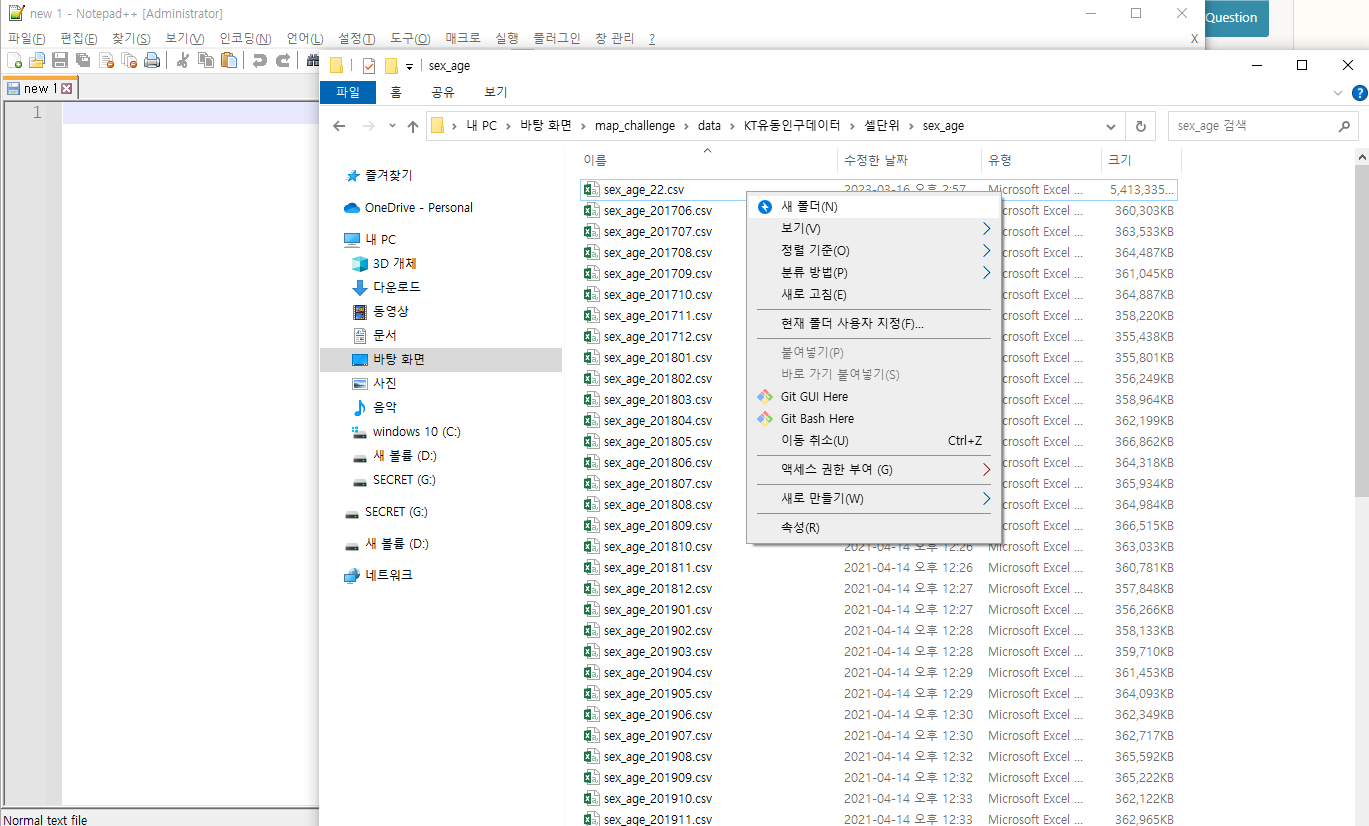 new 1 - Notepad++ [Administrator]
Question
파일(F) 편집(E) 찾기(S) 보기(V) 인코딩(N) 언어(L) 설정(T) 도구(O) 매크로 실행 플러그인 창 관리 ? X
new 1
1
Normal text file
sex_age
파일 홈 공유 보기
내 PC > 바탕 화면 > map_challenge > data > KT유동인구데이터 > 셀단위 > sex_age
sex_age 검색
즐겨찾기
OneDrive - Personal
내 PC
3D 개체
다운로드
동영상
문서
바탕 화면
사진
음악
windows 10 (C:)
새 볼륨 (D:)
SECRET (G:)
SECRET (G:)
새 볼륨 (D:)
네트워크
이름 수정한 날짜 유형 크기
sex_age_22.csv 2023-03-16 오후 2:57 Microsoft Excel ... 5,413,335...
sex_age_201706.csv crosoft Excel ... 360,303KB
sex_age_201707.csv crosoft Excel ... 363,533KB
sex_age_201708.csv crosoft Excel ... 364,487KB
sex_age_201709.csv crosoft Excel ... 361,045KB
sex_age_201710.csv crosoft Excel ... 364,887KB
sex_age_201711.csv crosoft Excel ... 358,220KB
sex_age_201712.csv crosoft Excel ... 355,438KB
sex_age_201801.csv crosoft Excel ... 355,801KB
sex_age_201802.csv crosoft Excel ... 356,249KB
sex_age_201803.csv crosoft Excel ... 358,964KB
sex_age_201804.csv crosoft Excel ... 362,199KB
sex_age_201805.csv crosoft Excel ... 366,862KB
sex_age_201806.csv crosoft Excel ... 364,318KB
sex_age_201807.csv crosoft Excel ... 365,934KB
sex_age_201808.csv crosoft Excel ... 364,984KB
sex_age_201809.csv crosoft Excel ... 366,515KB
sex_age_201810.csv 2021-04-14 오후 12:26 Microsoft Excel ... 363,033KB
sex_age_201811.csv 2021-04-14 오후 12:26 Microsoft Excel ... 360,781KB
sex_age_201812.csv 2021-04-14 오후 12:27 Microsoft Excel ... 357,848KB
sex_age_201901.csv 2021-04-14 오후 12:27 Microsoft Excel ... 356,266KB
sex_age_201902.csv 2021-04-14 오후 12:28 Microsoft Excel ... 358,133KB
sex_age_201903.csv 2021-04-14 오후 12:28 Microsoft Excel ... 359,710KB
sex_age_201904.csv 2021-04-14 오후 12:29 Microsoft Excel ... 361,453KB
sex_age_201905.csv 2021-04-14 오후 12:29 Microsoft Excel ... 364,093KB
sex_age_201906.csv 2021-04-14 오후 12:30 Microsoft Excel ... 362,349KB
sex_age_201907.csv 2021-04-14 오후 12:30 Microsoft Excel ... 362,717KB
sex_age_201908.csv 2021-04-14 오후 12:32 Microsoft Excel ... 365,592KB
sex_age_201909.csv 2021-04-14 오후 12:32 Microsoft Excel ... 365,222KB
sex_age_201910.csv 2021-04-14 오후 12:33 Microsoft Excel ... 362,122KB
sex_age_201911.csv 2021-04-14 오후 12:33 Microsoft Excel ... 362,965KB
새 폴더(N)
보기(V)
정렬 기준(O)
분류 방법(P)
새로 고침(E)
현재 폴더 사용자 지정(F)...
붙여넣기(P)
바로 가기 붙여넣기(S)
Git GUI Here
Git Bash Here
이동 취소(U) Ctrl+Z
액세스 권한 부여 (G)
새로 만들기(W)
속성(R)